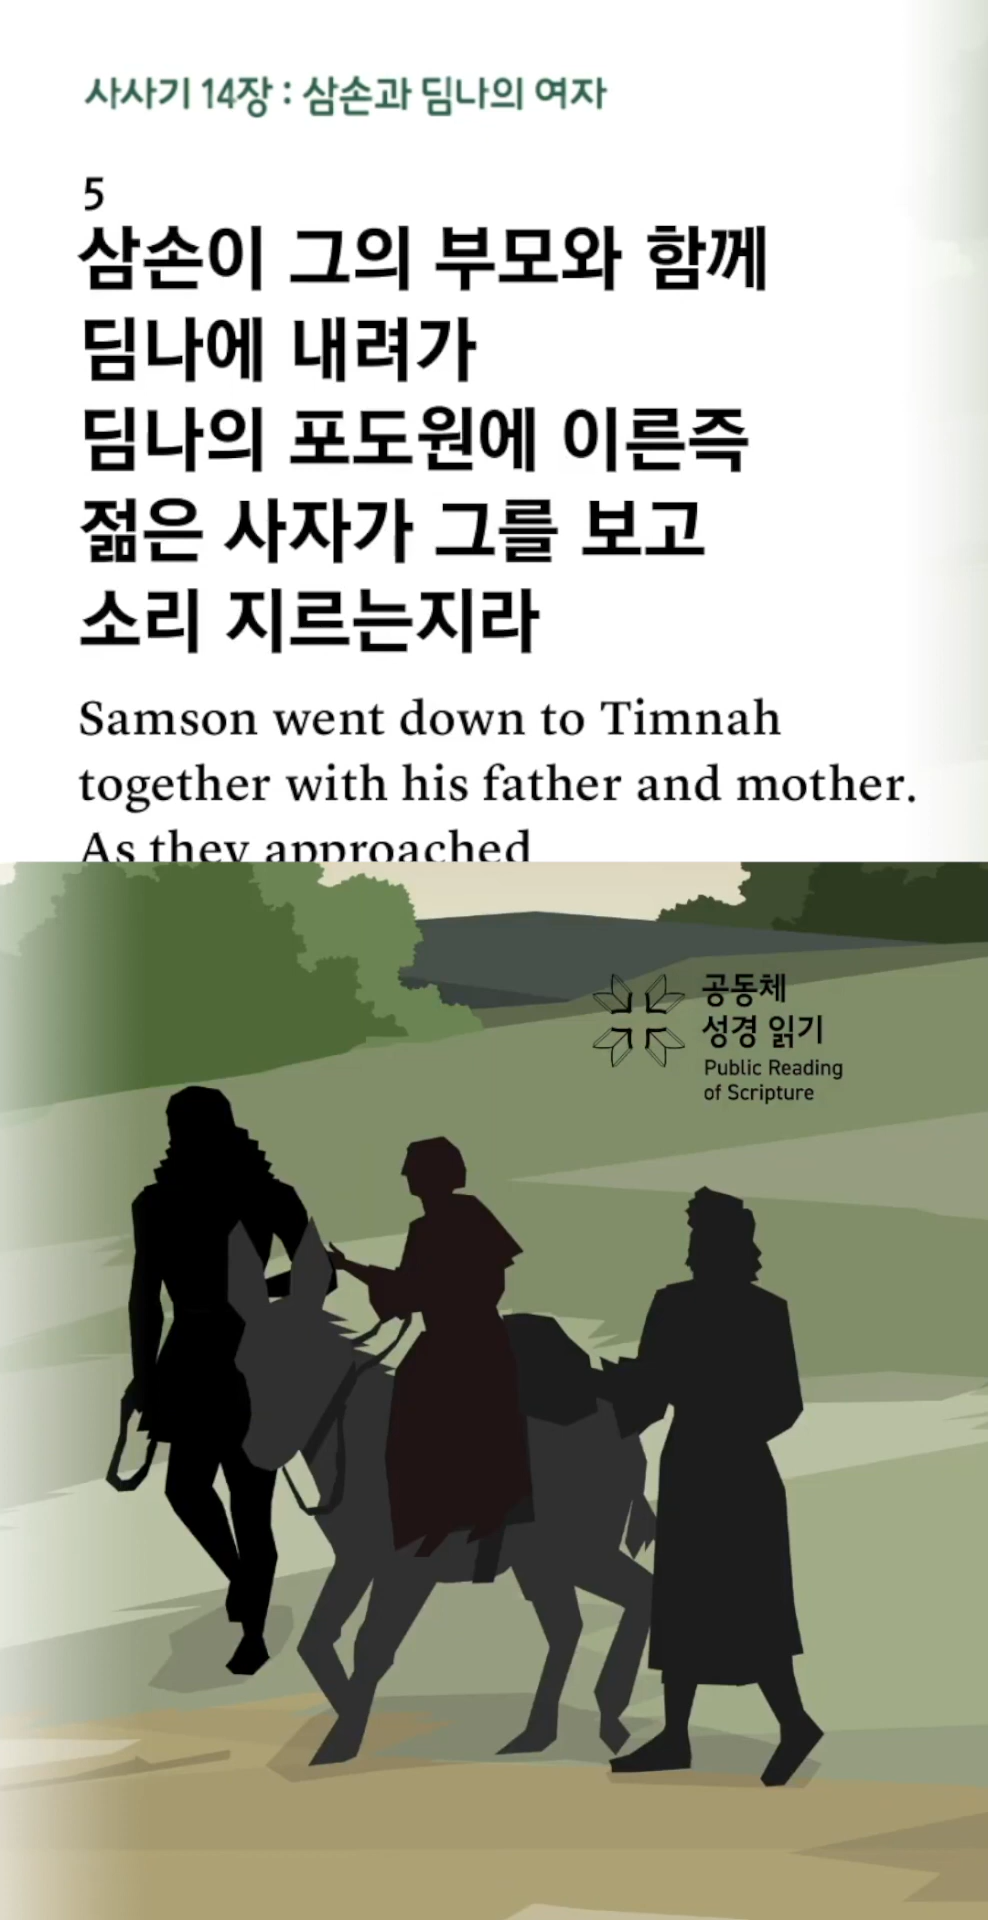 사사기 14장 : 삼손과 딤나의 여자
5
삼손이 그의 부모와 함께
딤나에 내려가
딤나의 포도원에 이른즉
젊은 사자가 그를 보고
소리 지르는지라
Samson went down to Timnah
together with his father and mother.
As they approached
공동체
성경 읽기
Public Reading
of Scripture